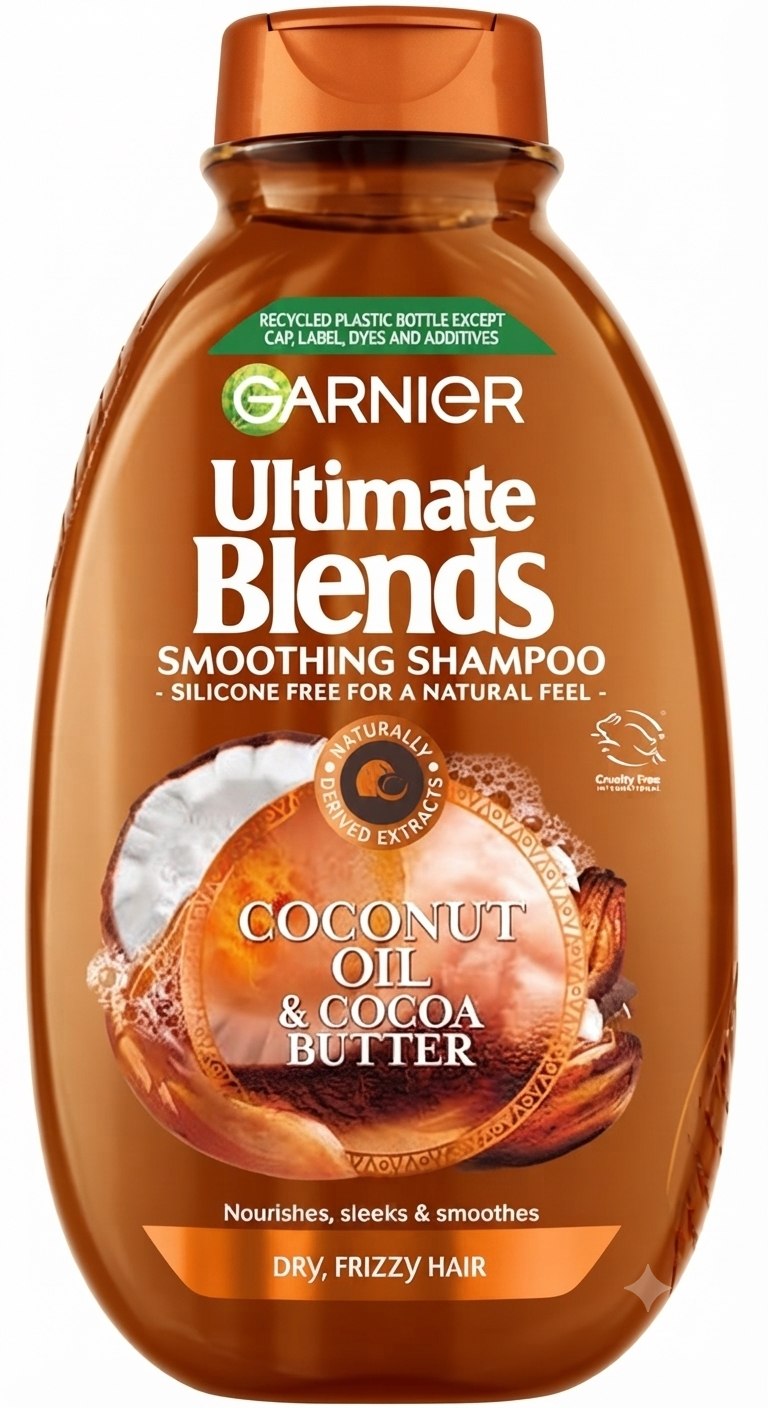 RECYCLED PLASTIC BOTTLE EXCEPT
CAP, LABEL, DYES AND ADDITIVES
GARNIER
Ultimate
Blends
SMOOTHING SHAMPOO
- SILICONE FREE FOR A NATURAL FEEL -
• NATURALLY •
DERIVED EXTRACTS
Cruelty Free
INTERNATIONAL
COCONUT
OIL
& COCOA
BUTTER
Nourishes, sleeks & smoothes
DRY, FRIZZY HAIR